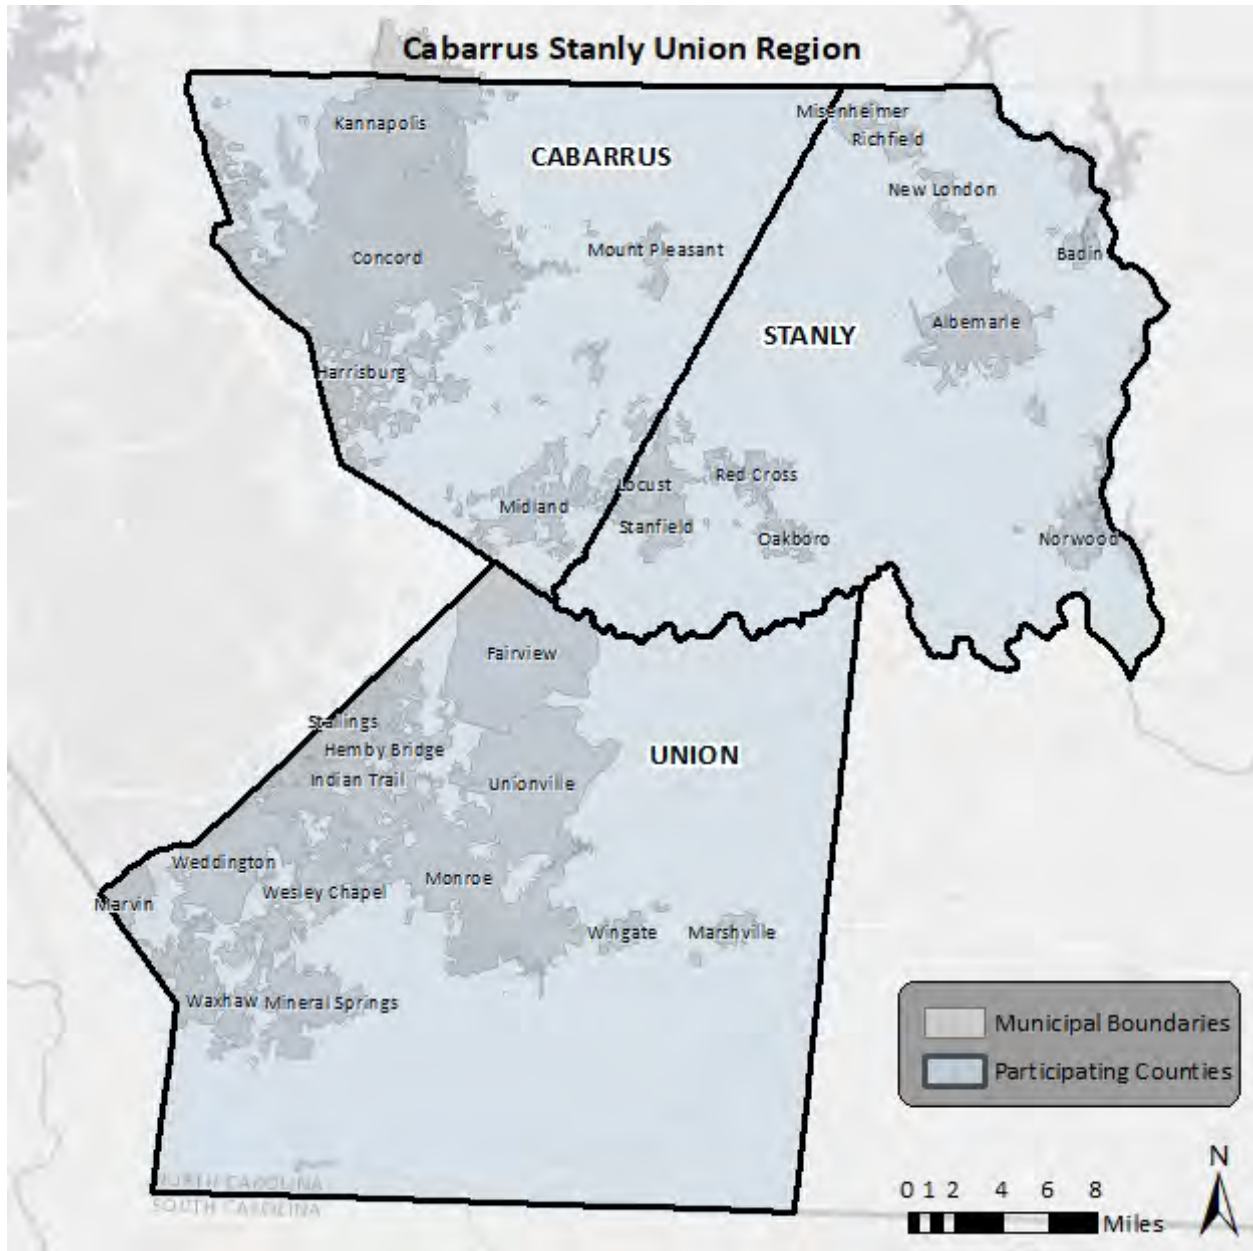 Cabarrus Stanly Union Region
Misenheimer
Kannapolis
Richfield
CABARRUS
New London
Mount Pleasant
Badin
Concord
Albemarle
STANLY
Harrisburg
Red Cross
Locust
Midland
Stanfield
Oakboro
Norwood
Fairview
Stallings
Hemby Bridge
UNION
Indian Trail
Unionville
Weddington
Monroe
Wesley Chapel
Marvin
Wingate
Marshville
Waxhaw
Mineral Springs
Municipal Boundaries
Participating Counties
N
NORTH CAROLINA
SOUTH CAROLINA
0 1 2 4 6 8
Miles